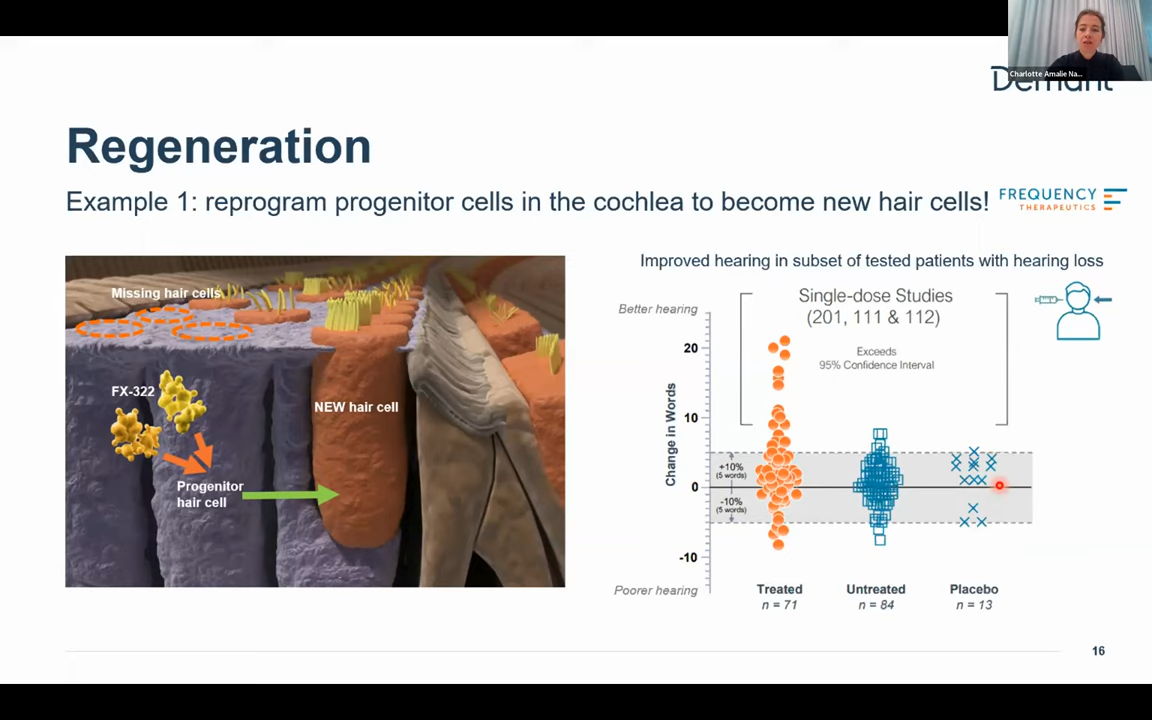 Charlotte Amalie Na...
Demant
Regeneration
Example 1: reprogram progenitor cells in the cochlea to become new hair cells!
FREQUENCY
THERAPEUTICS
Missing hair cells
FX-322
NEW hair cell
Progenitor
hair cell
Improved hearing in subset of tested patients with hearing loss
Single-dose Studies
(201, 111 & 112)
Exceeds
95% Confidence Interval
Better hearing
20
10
0
-10
Change in Words
+10%
(5 words)
-10%
(5 words)
Poorer hearing
Treated
n = 71
Untreated
n = 84
Placebo
n = 13
16